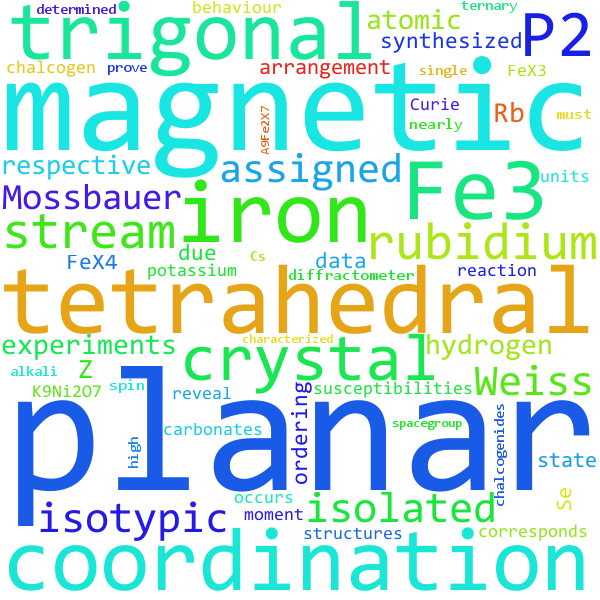 determined
behaviour
ternary
trigonal
atomic
P2
synthesized
chalcogen
prove
arrangement
single
FeX3
magnetic
A9Fe2X7
Curie
nearly
Rb
must
respective
assigned
units
Mossbauer
iron
Fe3
stream
due
Cs
data
rubidium
FeX4
potassium
diffractometer
reaction
tetrahedral
experiments
characterized
hydrogen
alkali
Z
crystal
Weiss
K9Ni2O7
spin
reveal
ordering
susceptibilities
planar
high
carbonates
spacegroup
chalcogenides
state
isotypic
occurs
moment
isolated
structures
Se
corresponds
coordination